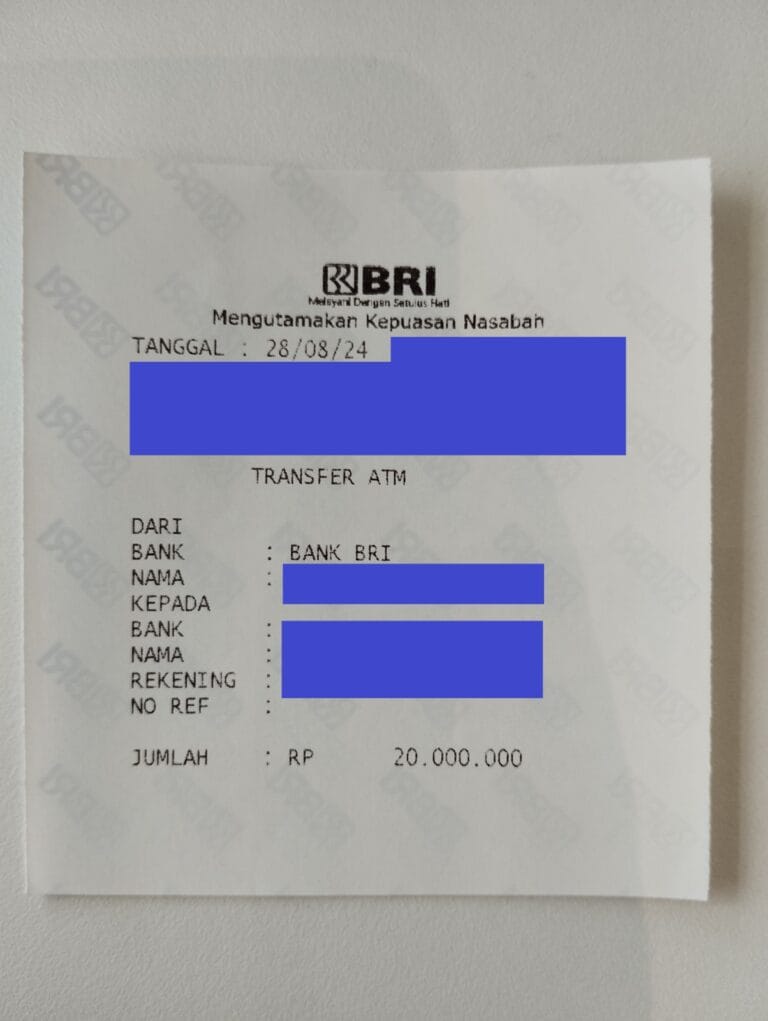 BRI
Melayani Dengan Setulus Hati
Mengutamakan Kepuasan Nasabah
TANGGAL : 28/08/24
TRANSFER ATM
DARI
BANK : BANK BRI
NAMA :
KEPADA
BANK :
NAMA :
REKENING :
NO REF :
JUMLAH : RP 20.000.000